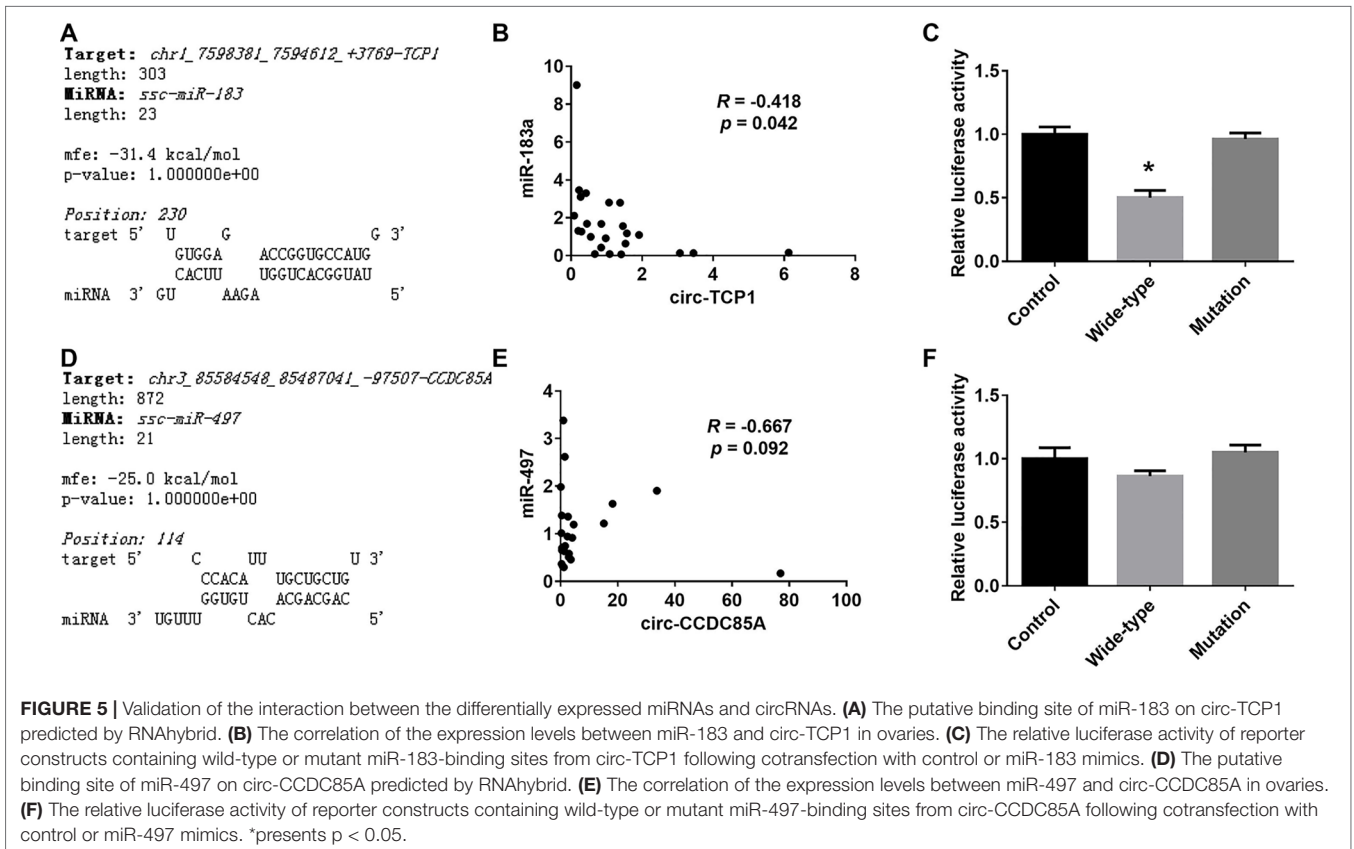 A
Target: chr1_7598381_7594612_+3769-TCP1
length: 303
MiRNA: ssc-miR-183
length: 23
mfe: -31.4 kcal/mol
p-value: 1.000000e+00
Position: 230
target 5' U G G 3'
GUGGA ACCGGUGCCAUG
CACUU UGGUCACGGUAU
miRNA 3' GU AAGA 5'
B
miR-183a
10
8
6
4
2
0
R = -0.418
p = 0.042
0 2 4 6 8
circ-TCP1
C
Relative luciferase activity
1.5
1.0
0.5
0.0
*
Control
Wide-type
Mutation
D
Target: chr3_85584548_85487041_-97507-CCDC85A
length: 872
MiRNA: ssc-miR-497
length: 21
mfe: -25.0 kcal/mol
p-value: 1.000000e+00
Position: 114
target 5' C UU U 3'
CCACA UGCUGCUG
GGUGU ACGACGAC
miRNA 3' UGUUU CAC 5'
E
miR-497
4
3
2
1
0
R = -0.667
p = 0.092
0 20 40 60 80 100
circ-CCDC85A
F
Relative luciferase activity
1.5
1.0
0.5
0.0
Control
Wide-type
Mutation
FIGURE 5 | Validation of the interaction between the differentially expressed miRNAs and circRNAs. (A) The putative binding site of miR-183 on circ-TCP1
predicted by RNAhybrid. (B) The correlation of the expression levels between miR-183 and circ-TCP1 in ovaries. (C) The relative luciferase activity of reporter
constructs containing wild-type or mutant miR-183-binding sites from circ-TCP1 following cotransfection with control or miR-183 mimics. (D) The putative
binding site of miR-497 on circ-CCDC85A predicted by RNAhybrid. (E) The correlation of the expression levels between miR-497 and circ-CCDC85A in ovaries.
(F) The relative luciferase activity of reporter constructs containing wild-type or mutant miR-497-binding sites from circ-CCDC85A following cotransfection with
control or miR-497 mimics. *presents p < 0.05.